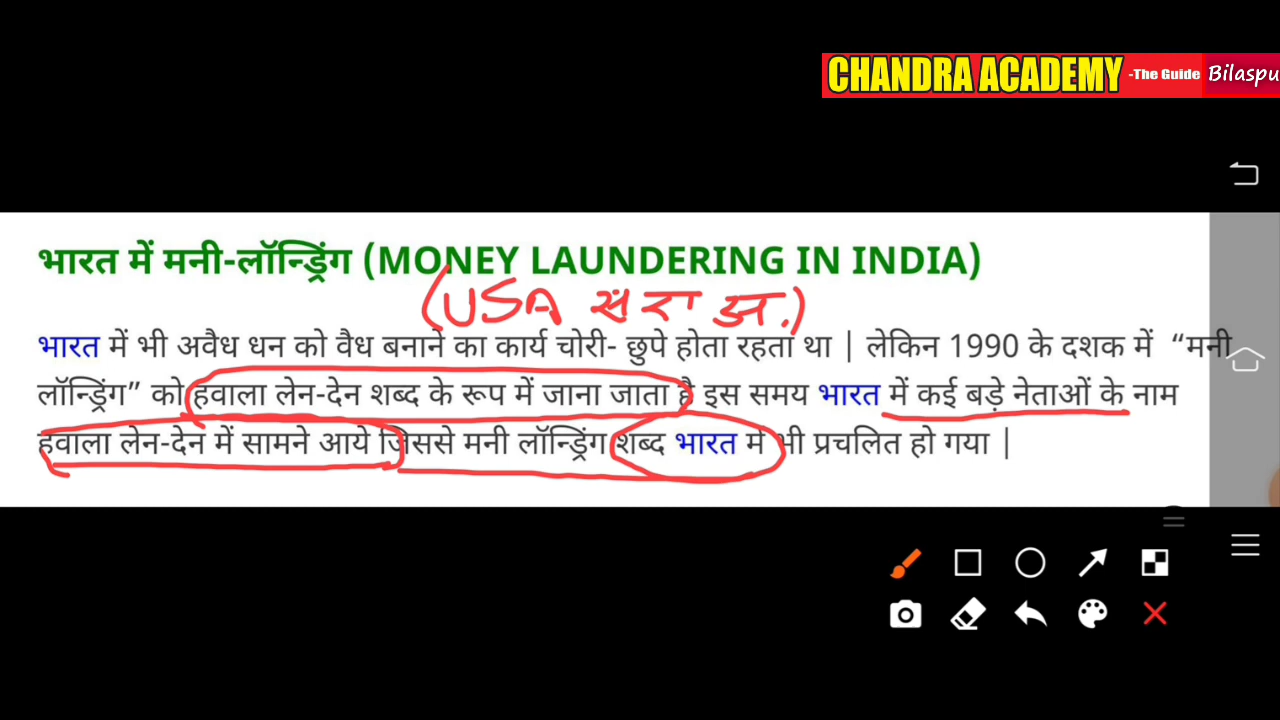 CHANDRA ACADEMY -The Guide Bilaspu
भारत में मनी-लॉन्ड्रिंग (MONEY LAUNDERING IN INDIA)
(USA
भारत में भी अवैध धन को वैध बनाने का कार्य चोरी- छुपे होता रहता था | लेकिन 1990 के दशक में “मनी
लॉन्ड्रिंग” को हवाला लेन-देन शब्द के रूप में जाना जाता है इस समय भारत में कई बड़े नेताओं के नाम
हवाला लेन-देन में सामने आये जिससे मनी लॉन्ड्रिंग शब्द भारत में भी प्रचलित हो गया |